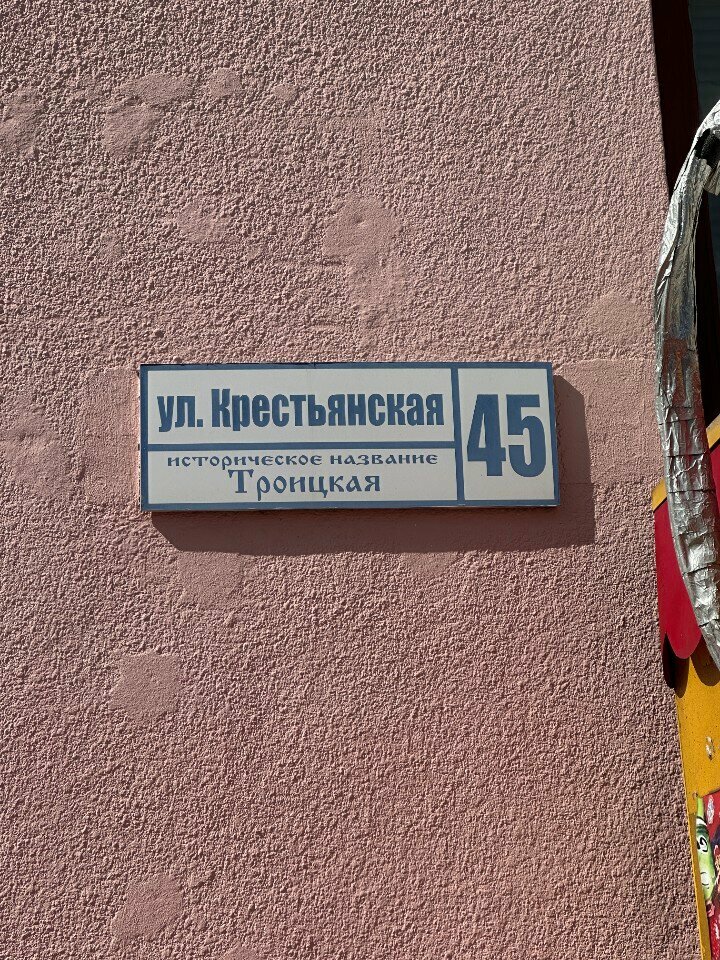 ул. Крестьянская
историческое название
Троицкая
45